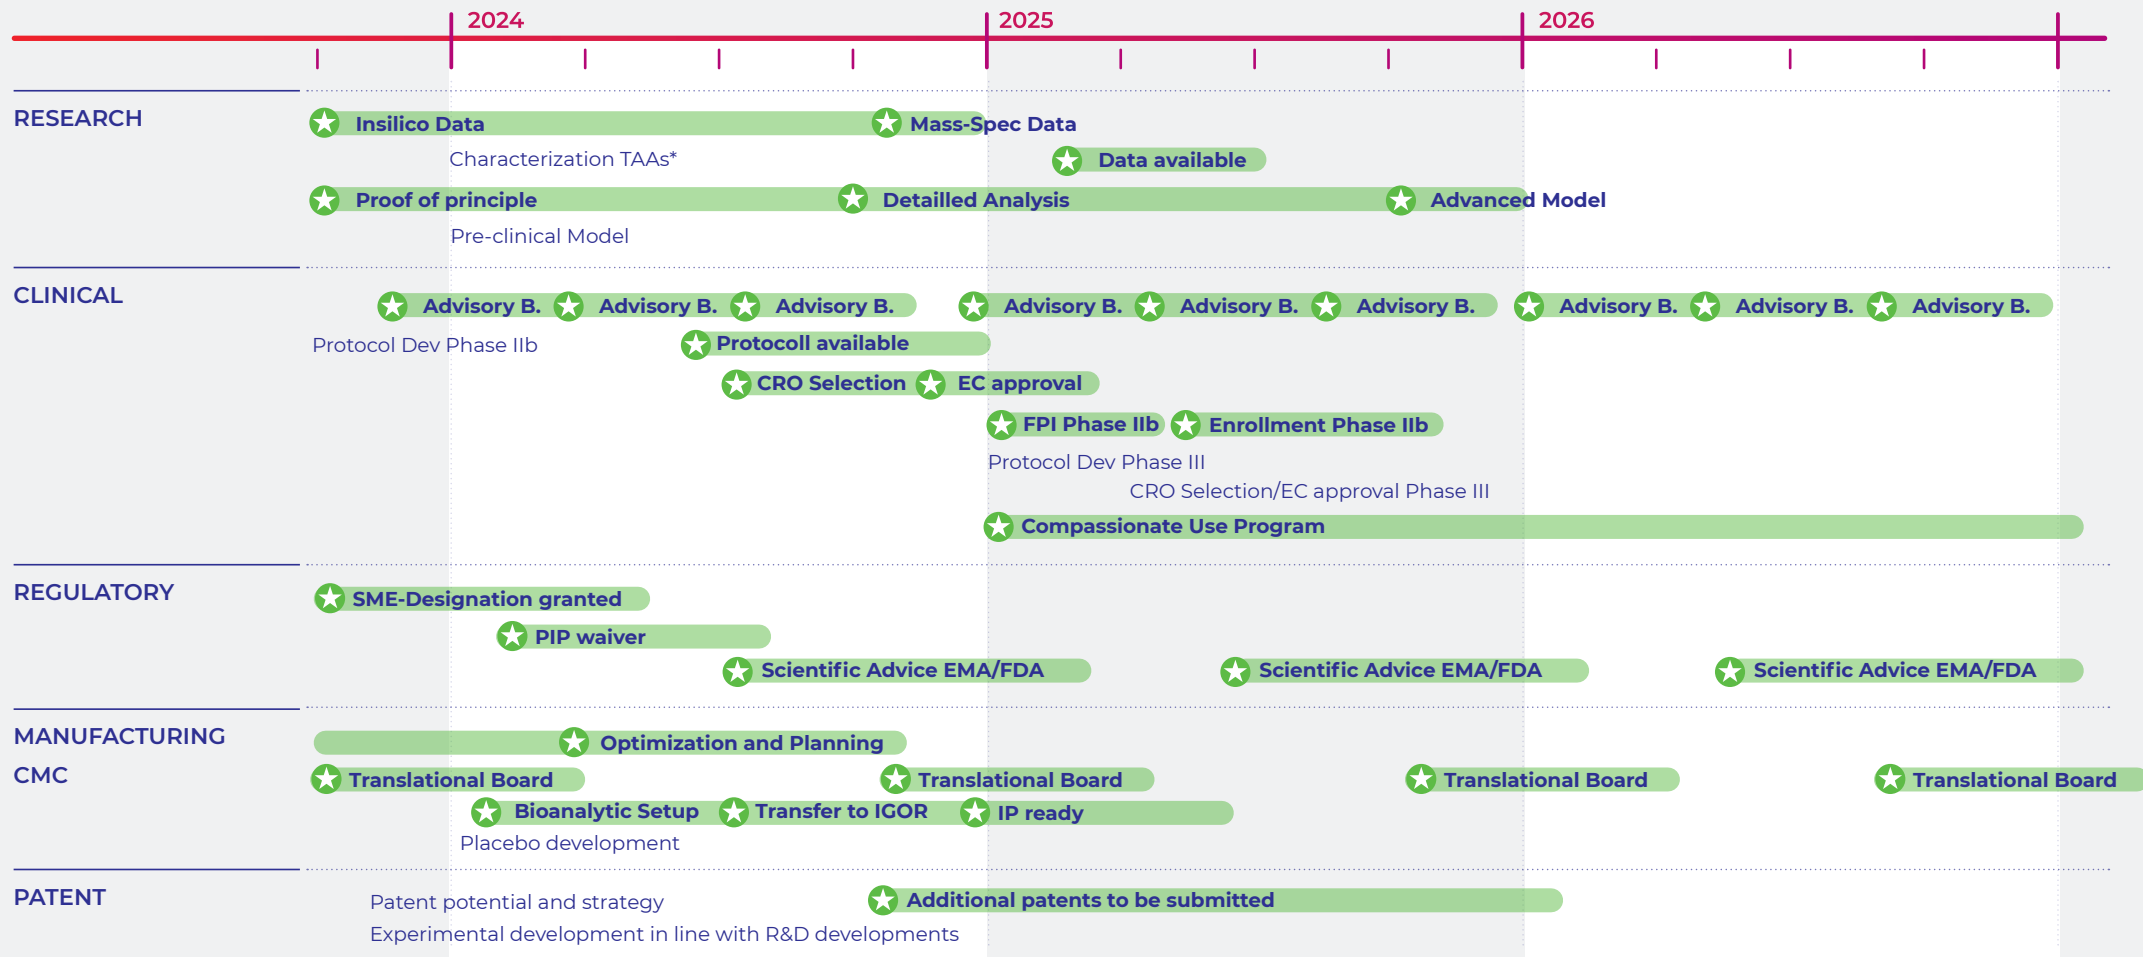 2024 2025 2026
RESEARCH
Insilico Data Mass-Spec Data
Characterization TAAs* Data available
Proof of principle Detailled Analysis Advanced Model
Pre-clinical Model
CLINICAL
Advisory B. Advisory B. Advisory B. Advisory B. Advisory B. Advisory B. Advisory B. Advisory B. Advisory B.
Protocol Dev Phase IIb Protocoll available
CRO Selection EC approval
FPI Phase IIb Enrollment Phase IIb
Protocol Dev Phase III
CRO Selection/EC approval Phase III
Compassionate Use Program
REGULATORY
SME-Designation granted
PIP waiver
Scientific Advice EMA/FDA Scientific Advice EMA/FDA Scientific Advice EMA/FDA
MANUFACTURING
Optimization and Planning
CMC
Translational Board Translational Board Translational Board Translational Board
Bioanalytic Setup Transfer to IGOR IP ready
Placebo development
PATENT
Patent potential and strategy Additional patents to be submitted
Experimental development in line with R&D developments